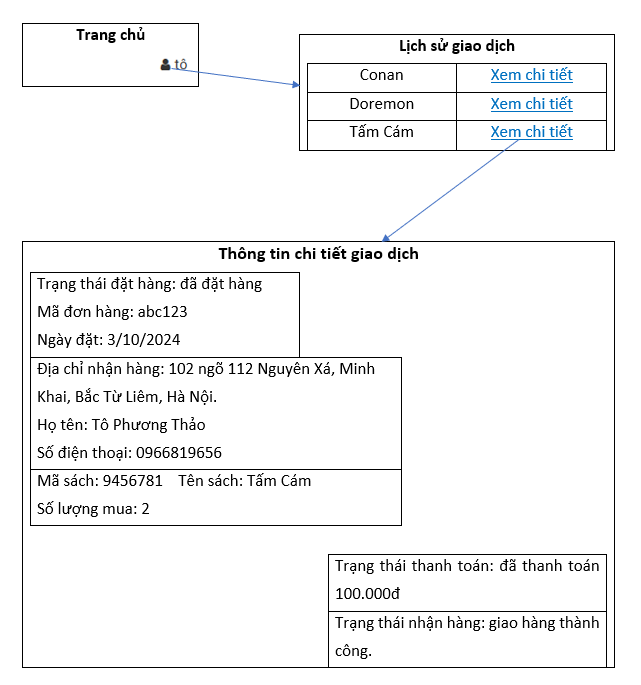 Trang chủ
tô
Lịch sử giao dịch
Conan Xem chi tiết
Doremon Xem chi tiết
Tấm Cám Xem chi tiết
Thông tin chi tiết giao dịch
Trạng thái đặt hàng: đã đặt hàng
Mã đơn hàng: abc123
Ngày đặt: 3/10/2024
Địa chỉ nhận hàng: 102 ngõ 112 Nguyên Xá, Minh
Khai, Bắc Từ Liêm, Hà Nội.
Họ tên: Tô Phương Thảo
Số điện thoại: 0966819656
Mã sách: 9456781 Tên sách: Tấm Cám
Số lượng mua: 2
Trạng thái thanh toán: đã thanh toán
100.000đ
Trạng thái nhận hàng: giao hàng thành
công.